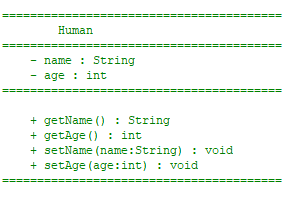 ========================================
Human
========================================
- name : String
- age : int
========================================
+ getName() : String
+ getAge() : int
+ setName(name:String) : void
+ setAge(age:int) : void
========================================